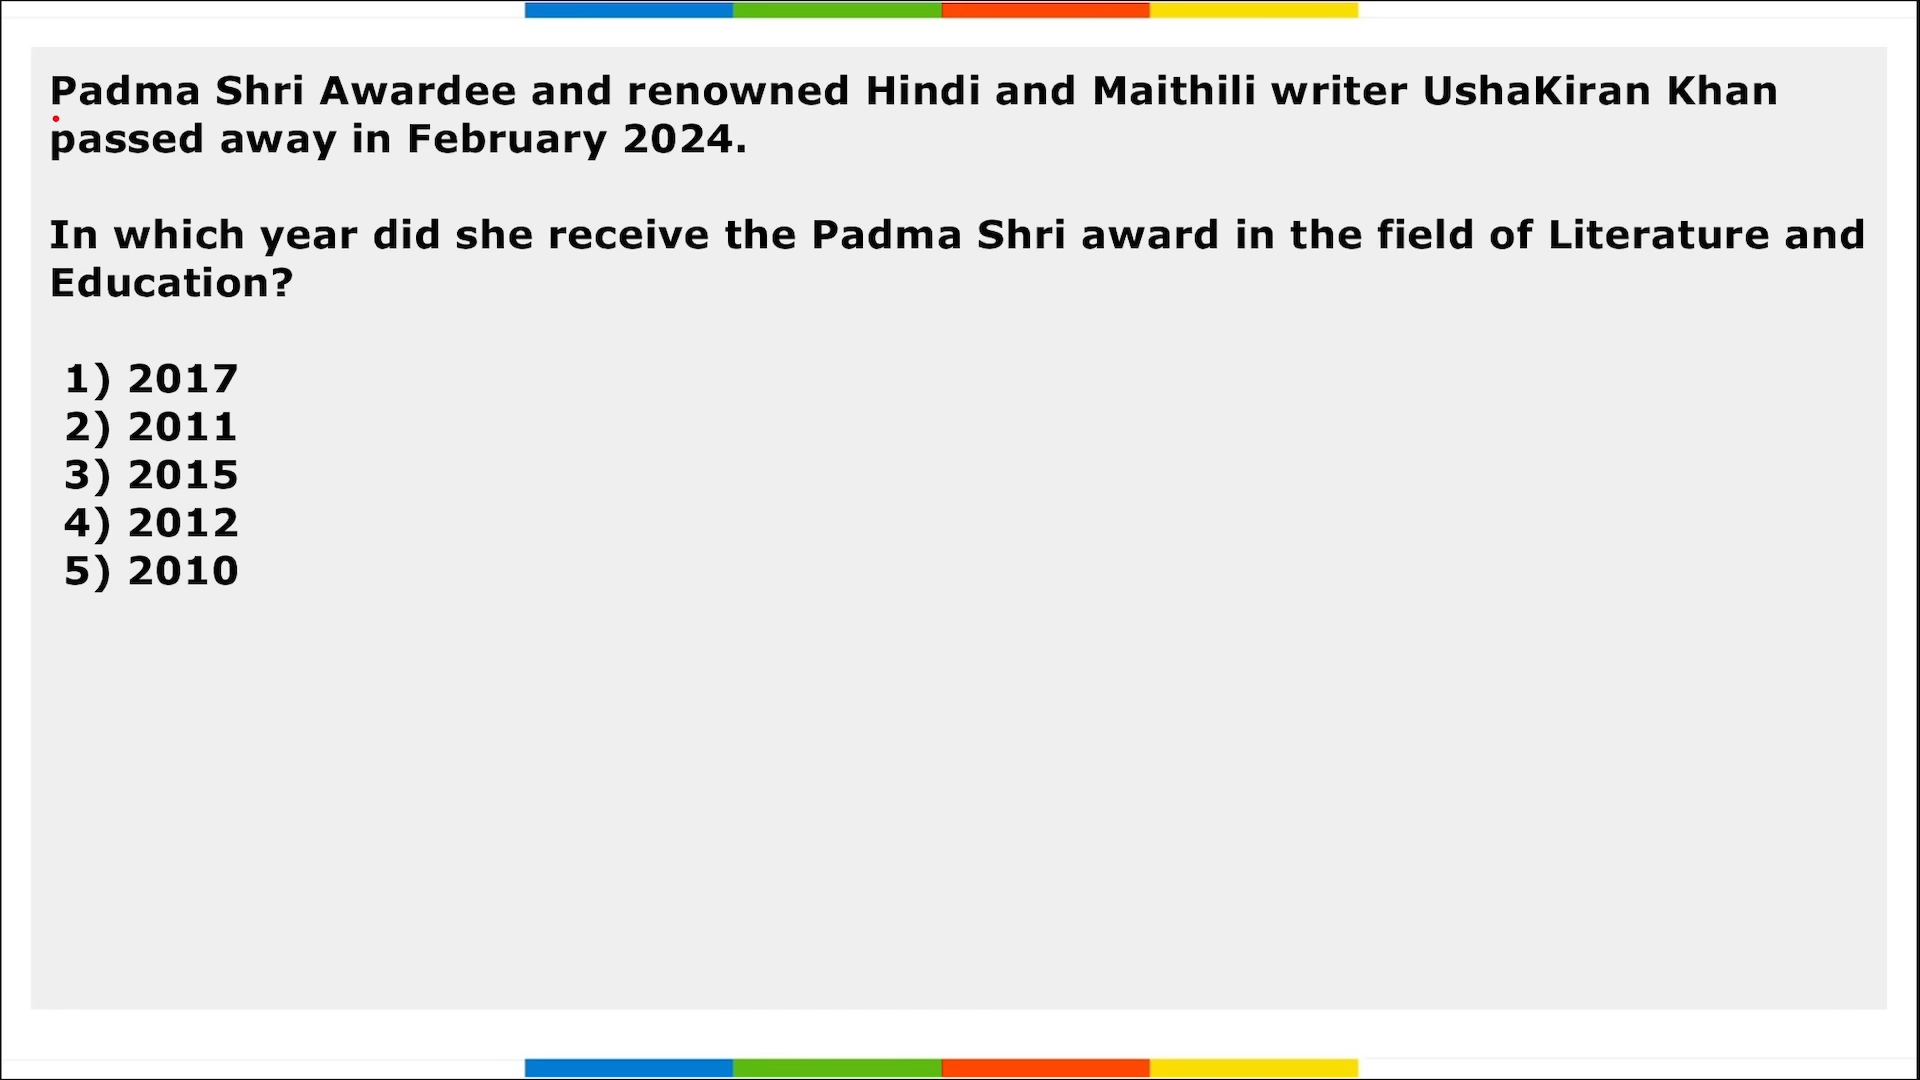 Padma Shri Awardee and renowned Hindi and Maithili writer UshaKiran Khan
passed away in February 2024.
In which year did she receive the Padma Shri award in the field of Literature and
Education?
1) 2017
2) 2011
3) 2015
4) 2012
5) 2010